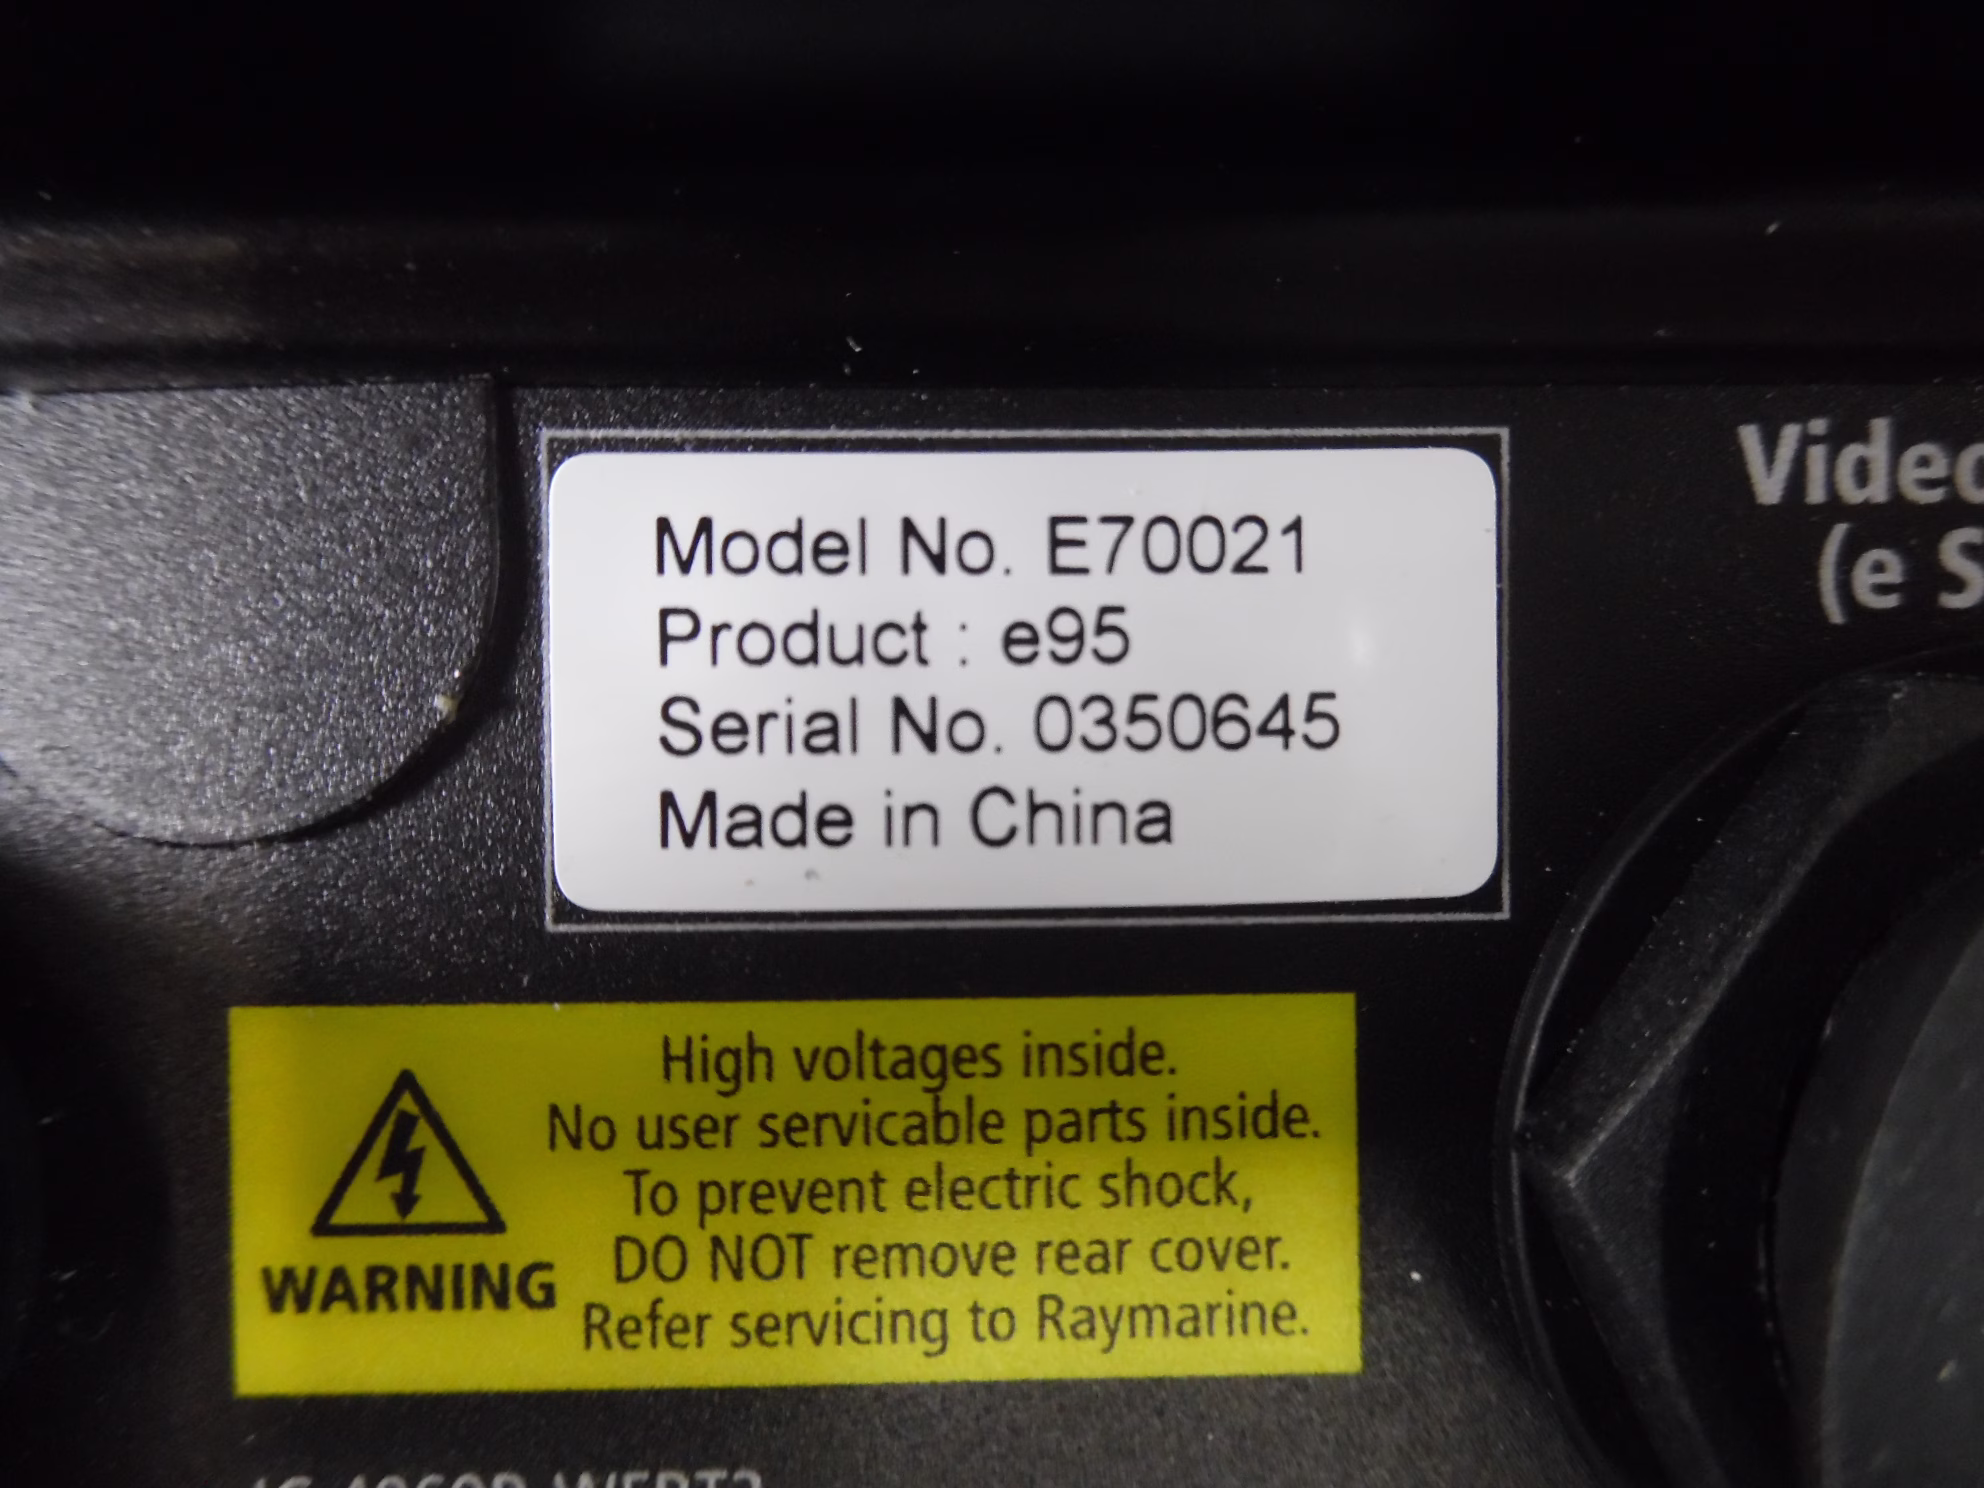 Model No. E70021
Product : e95
Serial No. 0350645
Made in China
(e
High voltages inside.
No user servicable parts inside.
To prevent electric shock,
DO NOT remove rear cover.
Refer servicing to Raymarine.
WARNING